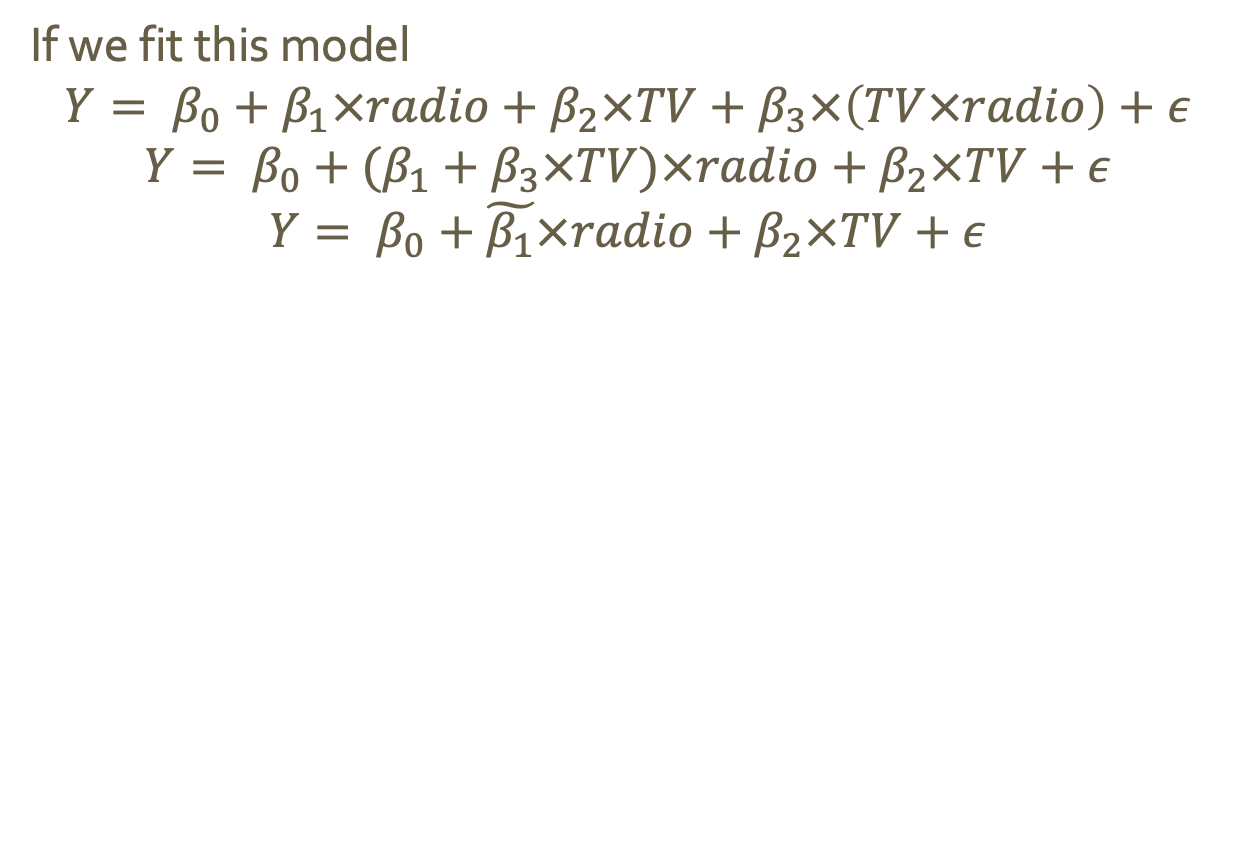 If we fit this model
Y = β₀ + β₁×radio + β₂×TV + β₃×(TV×radio) + ϵ
Y = β₀ + (β₁ + β₃×TV)×radio + β₂×TV + ϵ
Y = β₀ + β̃₁×radio + β₂×TV + ϵ